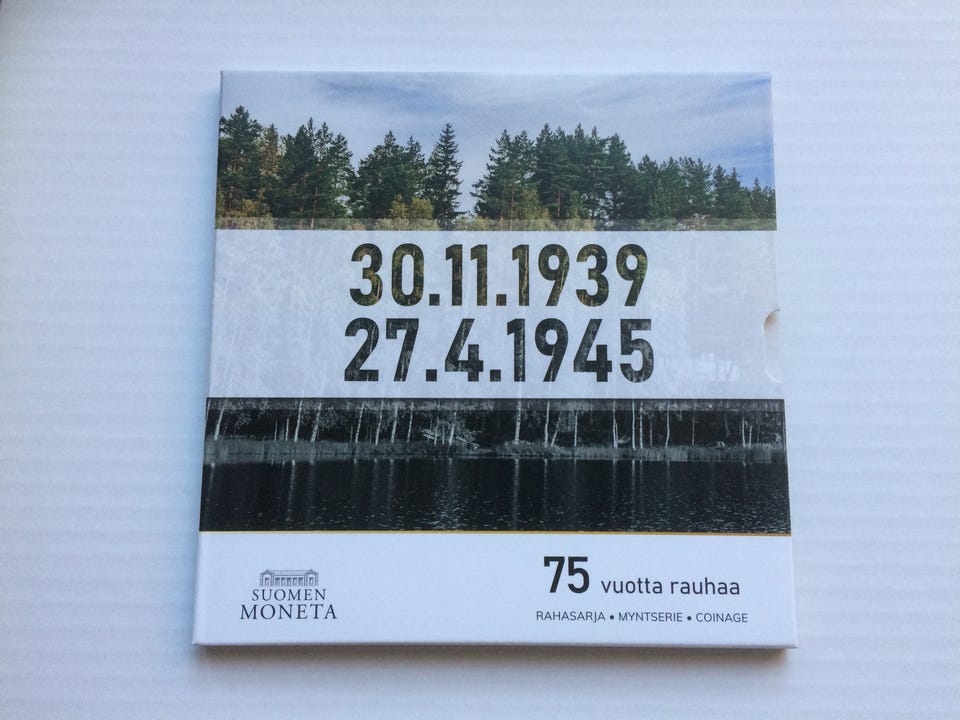 30.11.1939
27.4.1945
SUOMEN
MONETA
75 vuotta rauhaa
RAHASARJA • MYNTSERIE • COINAGE